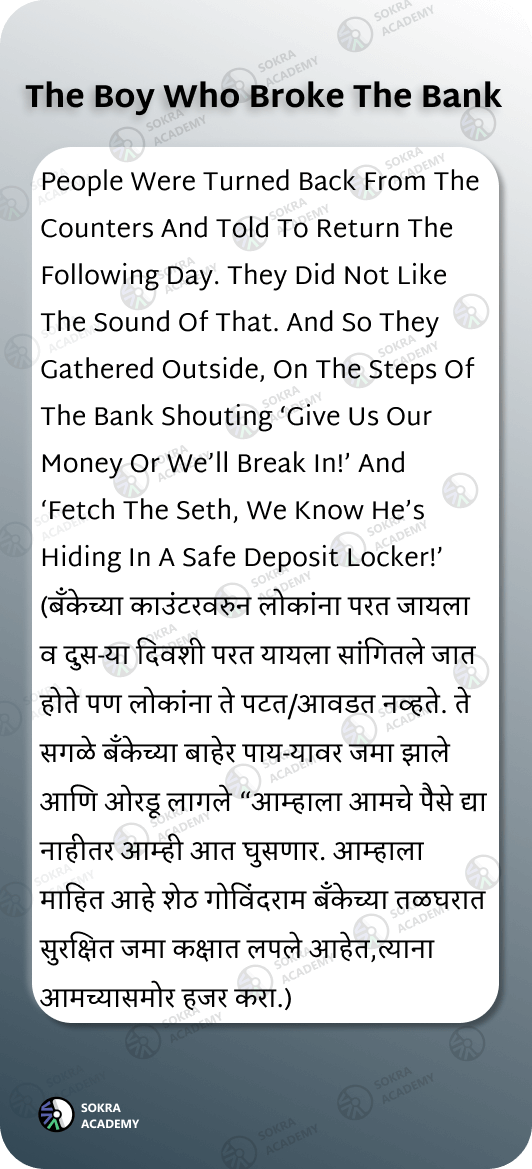 The Boy Who Broke The Bank
People Were Turned Back From The
Counters And Told To Return The
Following Day. They Did Not Like
The Sound Of That. And So They
Gathered Outside, On The Steps Of
The Bank Shouting ‘Give Us Our
Money Or We’ll Break In!’ And
‘Fetch The Seth, We Know He’s
Hiding In A Safe Deposit Locker!’
(बँकेच्या काउंटरवरुन लोकांना परत जायला
व दुस-या दिवशी परत यायला सांगितले जात
होते पण लोकांना ते पटत/आवडत नव्हते. ते
सगळे बँकेच्या बाहेर पाय-यावर जमा झाले
आणि ओरडू लागले “आम्हाला आमचे पैसे द्या
नाहीतर आम्ही आत घुसणार. आम्हाला
माहित आहे शेठ गोविंदराम बँकेच्या तळघरात
सुरक्षित जमा कक्षात लपले आहेत,त्याना
आमच्यासमोर हजर करा.)
SOKRA
ACADEMY